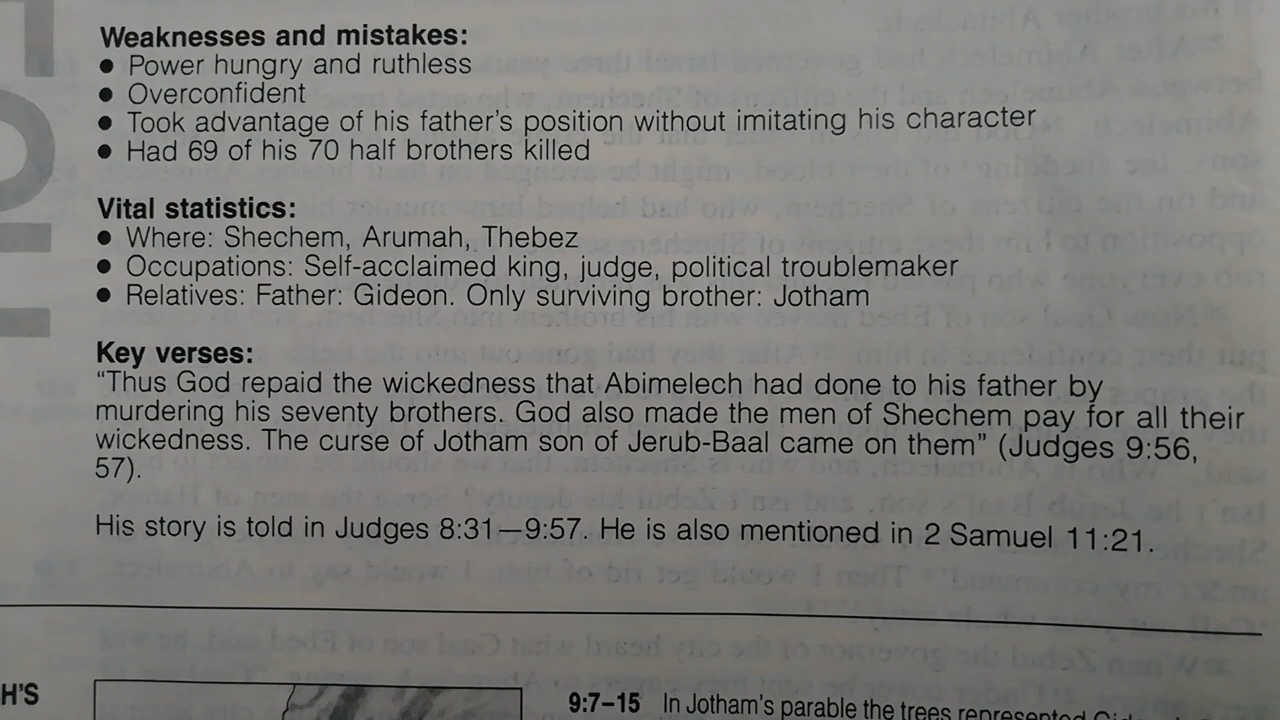 Weaknesses and mistakes:
● Power hungry and ruthless
● Overconfident
● Took advantage of his father's position without imitating his character
● Had 69 of his 70 half brothers killed
Vital statistics:
● Where: Shechem, Arumah, Thebez
● Occupations: Self-acclaimed king, judge, political troublemaker
● Relatives: Father: Gideon. Only surviving brother: Jotham
Key verses:
“Thus God repaid the wickedness that Abimelech had done to his father by
murdering his seventy brothers. God also made the men of Shechem pay for all their
wickedness. The curse of Jotham son of Jerub-Baal came on them” (Judges 9:56,
57).
His story is told in Judges 8:31—9:57. He is also mentioned in 2 Samuel 11:21.
H'S
9:7–15 In Jotham's parable the trees represented